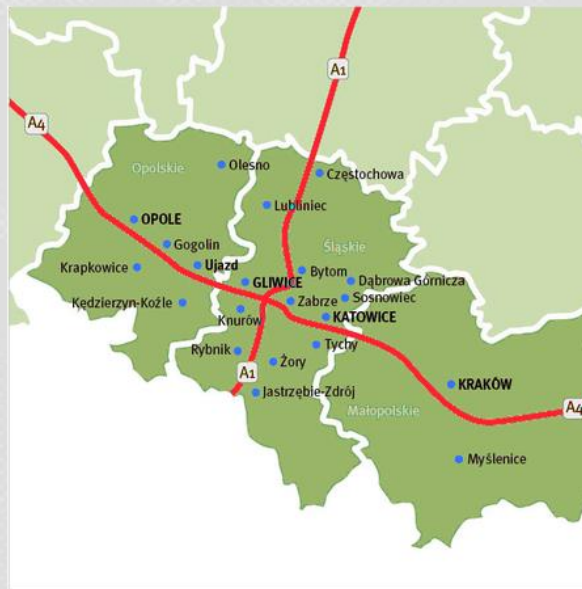 A1
A4
Opolskie
Olesno
Częstochowa
Lubliniec
OPOLE
Gogolin
Śląskie
Krapkowice
Ujazd
Bytom
GLIWICE
Dąbrowa Górnicza
Kędzierzyn-Koźle
Zabrze
Sosnowiec
Knurów
KATOWICE
Rybnik
Tychy
Żory
A1
Jastrzębie-Zdrój
KRAKÓW
Małopolskie
A4
Myślenice